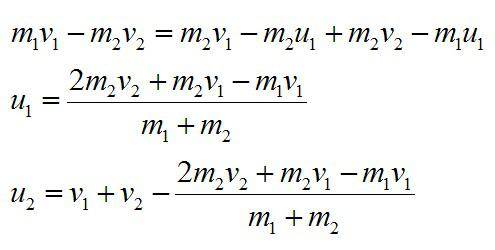 m₁v₁ − m₂v₂ = m₂v₁ − m₂u₁ + m₂v₂ − m₁u₁
u₁ = (2m₂v₂ + m₂v₁ − m₁v₁) / (m₁ + m₂)
u₂ = v₁ + v₂ − (2m₂v₂ + m₂v₁ − m₁v₁) / (m₁ + m₂)